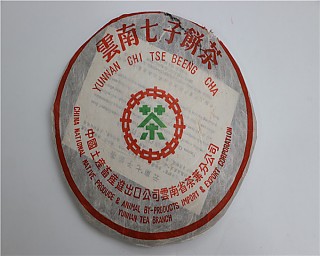 雲南七子餅茶
YUNNAN CHI TSE BEENG CHA
茶
中國土產畜產進出口公司雲南省茶葉分公司
CHINA NATIONAL NATIVE PRODUCE & ANIMAL BY-PRODUCTS IMPORT & EXPORT CORPORATION
YUNNAN TEA BRANCH